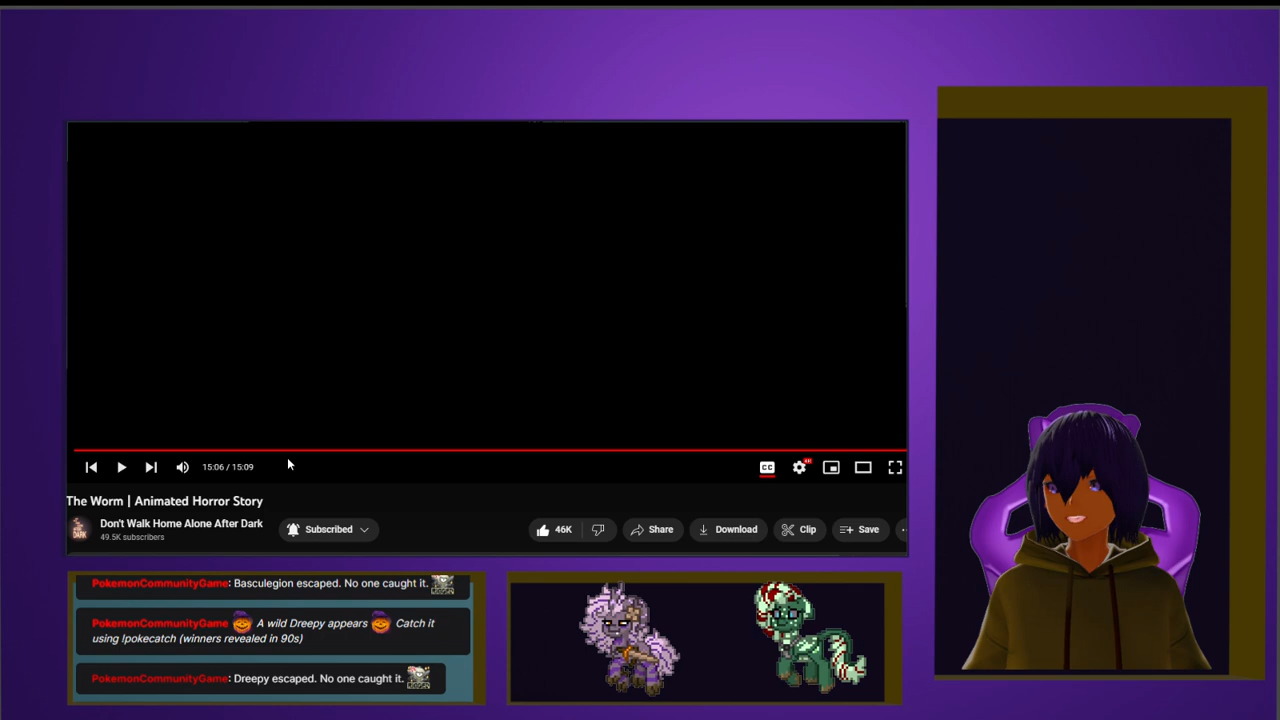 15:06 / 15:09
CC
HD
The Worm | Animated Horror Story
Don't Walk Home Alone After Dark
49.5K subscribers
Subscribed
46K
Share
Download
Clip
Save
PokemonCommunityGame: Basculegion escaped. No one caught it.
PokemonCommunityGame A wild Dreepy appears Catch it
using !pokecatch (winners revealed in 90s)
PokemonCommunityGame: Dreepy escaped. No one caught it.